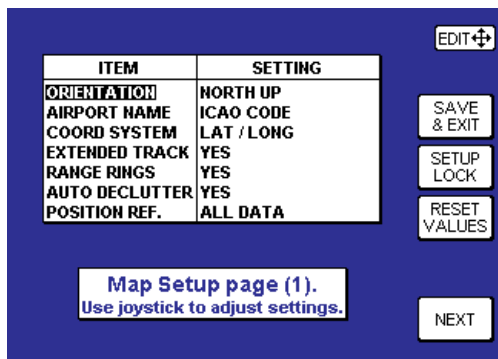 EDIT
ITEM SETTING
ORIENTATION NORTH UP
AIRPORT NAME ICAO CODE
COORD SYSTEM LAT / LONG
EXTENDED TRACK YES
RANGE RINGS YES
AUTO DECLUTTER YES
POSITION REF. ALL DATA
SAVE
& EXIT
SETUP
LOCK
RESET
VALUES
Map Setup page (1).
Use joystick to adjust settings.
NEXT